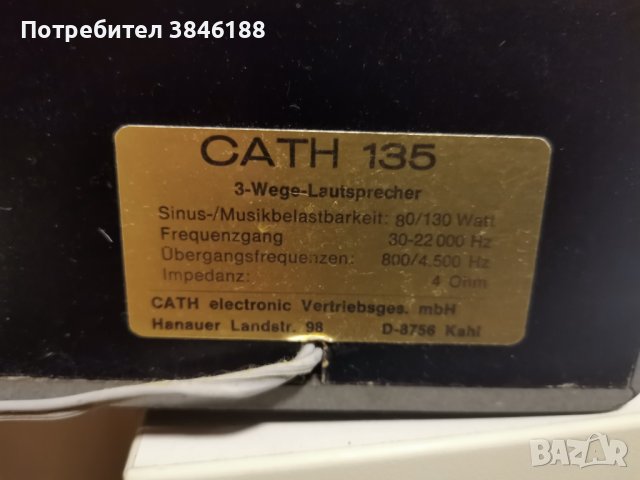 Потребител 3846188
CATH 135
3-Wege-Lautsprecher
Sinus-/Musikbelastbarkeit: 80/130 Watt
Frequenzgang 30-22 000 Hz
Übergangsfrequenzen: 800/4.500 Hz
Impedanz: 4 Ohm
CATH electronic Vertriebsges. mbH
Hanauer Landstr. 98 D-8756 Kahl
BAZAR